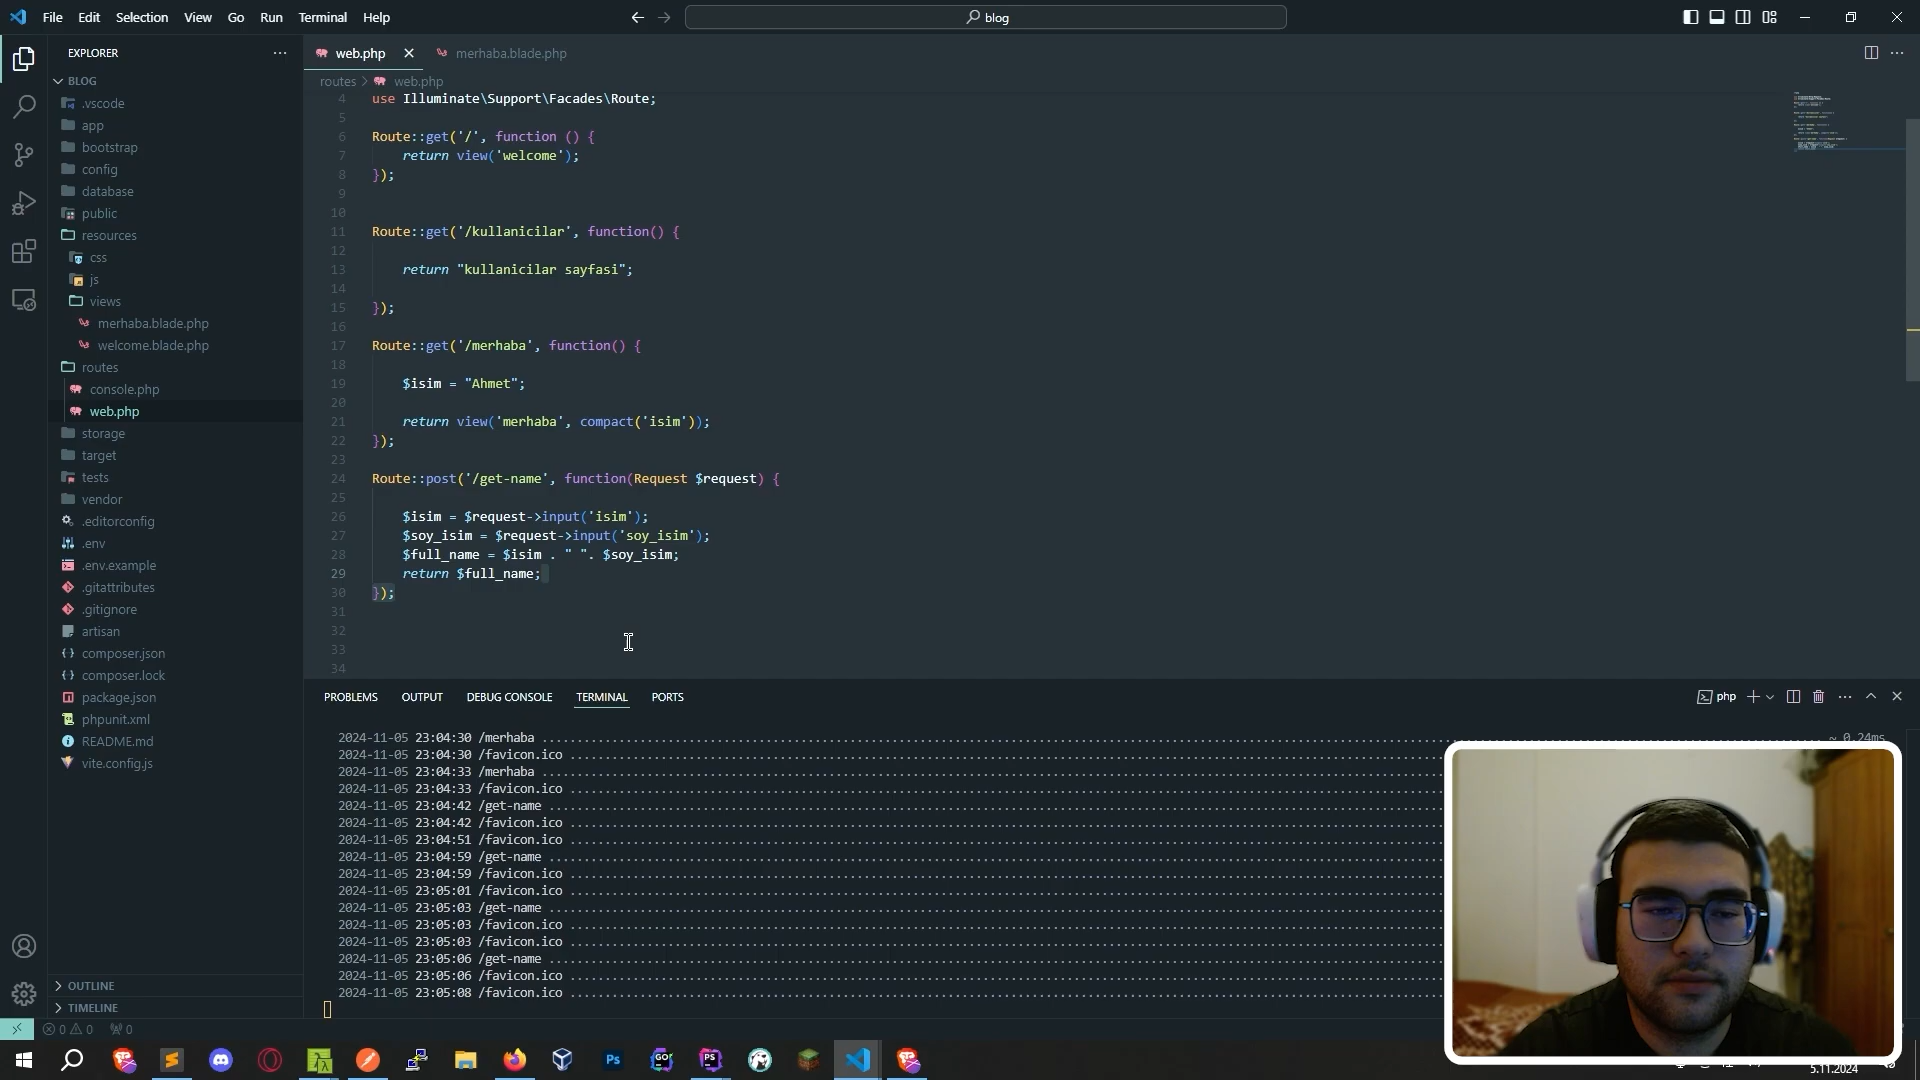 File Edit Selection View Go Run Terminal Help
blog
EXPLORER
BLOG
.vscode
app
bootstrap
config
database
public
resources
css
js
views
merhaba.blade.php
welcome.blade.php
routes
console.php
web.php
storage
target
tests
vendor
.editorconfig
.env
.env.example
.gitattributes
.gitignore
artisan
composer.json
composer.lock
package.json
phpunit.xml
README.md
vite.config.js
OUTLINE
TIMELINE
web.php merhaba.blade.php
routes > web.php
4 use Illuminate\Support\Facades\Route;
5
6 Route::get('/', function () {
7 return view('welcome');
8 });
9
10
11 Route::get('/kullanicilar', function() {
12
13 return "kullanicilar sayfasi";
14
15 });
16
17 Route::get('/merhaba', function() {
18
19 $isim = "Ahmet";
20
21 return view('merhaba', compact('isim'));
22 });
23
24 Route::post('/get-name', function(Request $request) {
25
26 $isim = $request->input('isim');
27 $soy_isim = $request->input('soy_isim');
28 $full_name = $isim . " ". $soy_isim;
29 return $full_name;
30 });
31
32
33
34
PROBLEMS OUTPUT DEBUG CONSOLE TERMINAL PORTS
php
2024-11-05 23:04:30 /merhaba ~ 0.24ms
2024-11-05 23:04:30 /favicon.ico
2024-11-05 23:04:33 /merhaba
2024-11-05 23:04:33 /favicon.ico
2024-11-05 23:04:42 /get-name
2024-11-05 23:04:42 /favicon.ico
2024-11-05 23:04:51 /favicon.ico
2024-11-05 23:04:59 /get-name
2024-11-05 23:04:59 /favicon.ico
2024-11-05 23:05:01 /favicon.ico
2024-11-05 23:05:03 /get-name
2024-11-05 23:05:03 /favicon.ico
2024-11-05 23:05:03 /favicon.ico
2024-11-05 23:05:06 /get-name
2024-11-05 23:05:06 /favicon.ico
2024-11-05 23:05:08 /favicon.ico
0 0 0
Ps GO PS
5.11.2024